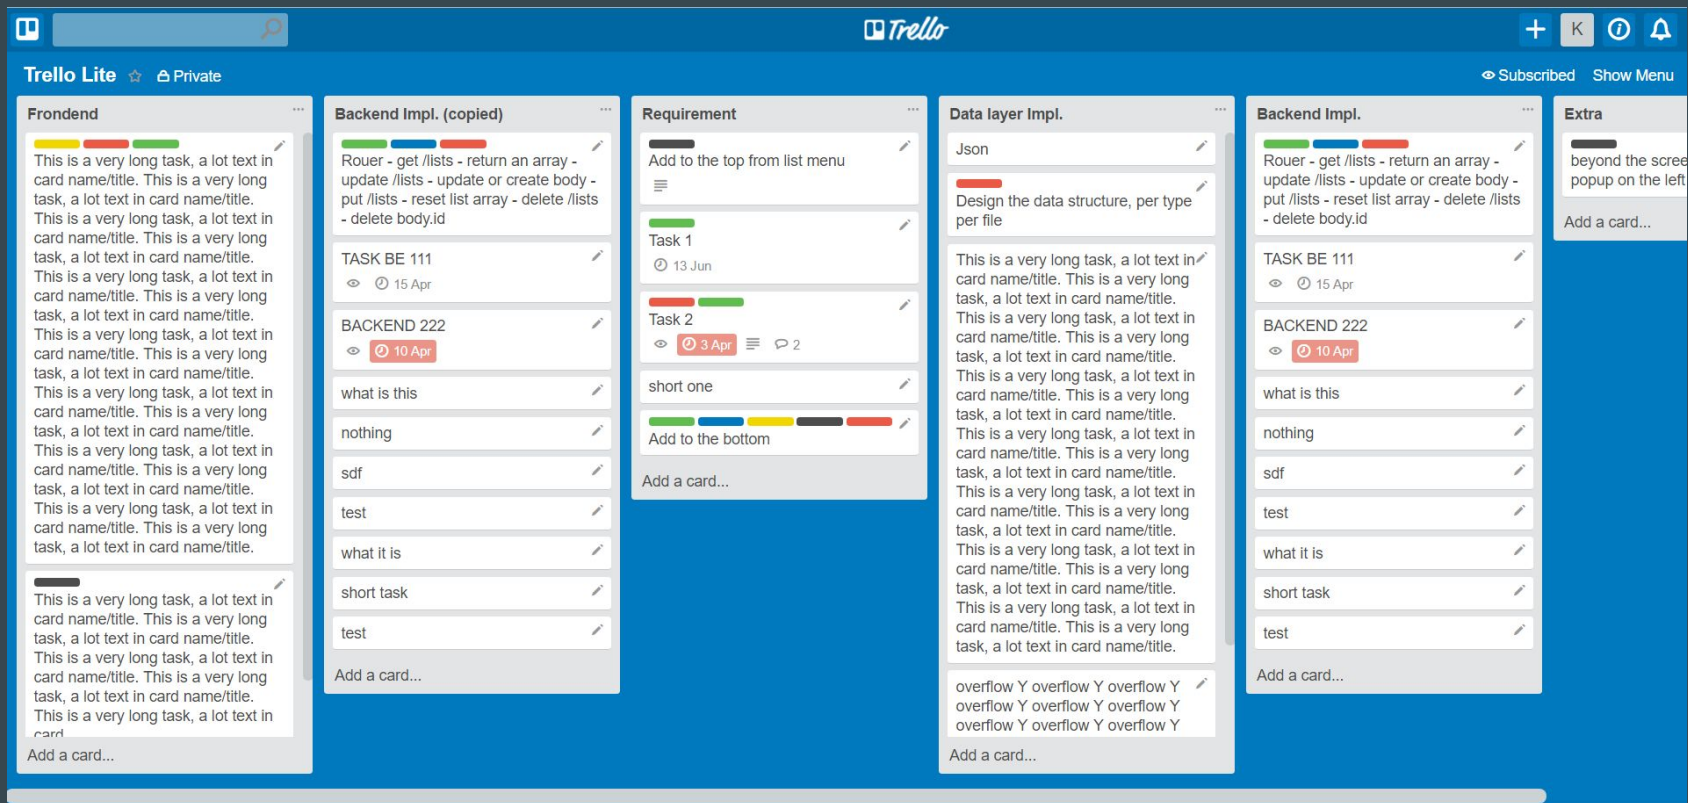 Trello
K
Trello Lite
Private
Subscribed
Show Menu
Frondend
This is a very long task, a lot text in
card name/title. This is a very long
task, a lot text in card name/title.
This is a very long task, a lot text in
card name/title. This is a very long
task, a lot text in card name/title.
This is a very long task, a lot text in
card name/title. This is a very long
task, a lot text in card name/title.
This is a very long task, a lot text in
card name/title. This is a very long
task, a lot text in card name/title.
This is a very long task, a lot text in
card name/title. This is a very long
task, a lot text in card name/title.
This is a very long task, a lot text in
card name/title. This is a very long
task, a lot text in card name/title.
This is a very long task, a lot text in
card name/title. This is a very long
task, a lot text in card name/title.
This is a very long task, a lot text in
card name/title. This is a very long
task, a lot text in card name/title.
This is a very long task, a lot text in
card name/title. This is a very long
task, a lot text in card name/title.
This is a very long task, a lot text in
card
Add a card...
Backend Impl. (copied)
Rouer - get /lists - return an array -
update /lists - update or create body -
put /lists - reset list array - delete /lists
- delete body.id
TASK BE 111
15 Apr
BACKEND 222
10 Apr
what is this
nothing
sdf
test
what it is
short task
test
Add a card...
Requirement
Add to the top from list menu
Task 1
13 Jun
Task 2
3 Apr
2
short one
Add to the bottom
Add a card...
Data layer Impl.
Json
Design the data structure, per type
per file
This is a very long task, a lot text in
card name/title. This is a very long
task, a lot text in card name/title.
This is a very long task, a lot text in
card name/title. This is a very long
task, a lot text in card name/title.
This is a very long task, a lot text in
card name/title. This is a very long
task, a lot text in card name/title.
This is a very long task, a lot text in
card name/title. This is a very long
task, a lot text in card name/title.
This is a very long task, a lot text in
card name/title. This is a very long
task, a lot text in card name/title.
This is a very long task, a lot text in
card name/title. This is a very long
task, a lot text in card name/title.
This is a very long task, a lot text in
card name/title. This is a very long
task, a lot text in card name/title.
overflow Y overflow Y overflow Y
overflow Y overflow Y overflow Y
overflow Y overflow Y overflow Y
Add a card...
Backend Impl.
Rouer - get /lists - return an array -
update /lists - update or create body -
put /lists - reset list array - delete /lists
- delete body.id
TASK BE 111
15 Apr
BACKEND 222
10 Apr
what is this
nothing
sdf
test
what it is
short task
test
Add a card...
Extra
beyond the scree
popup on the left
Add a card...